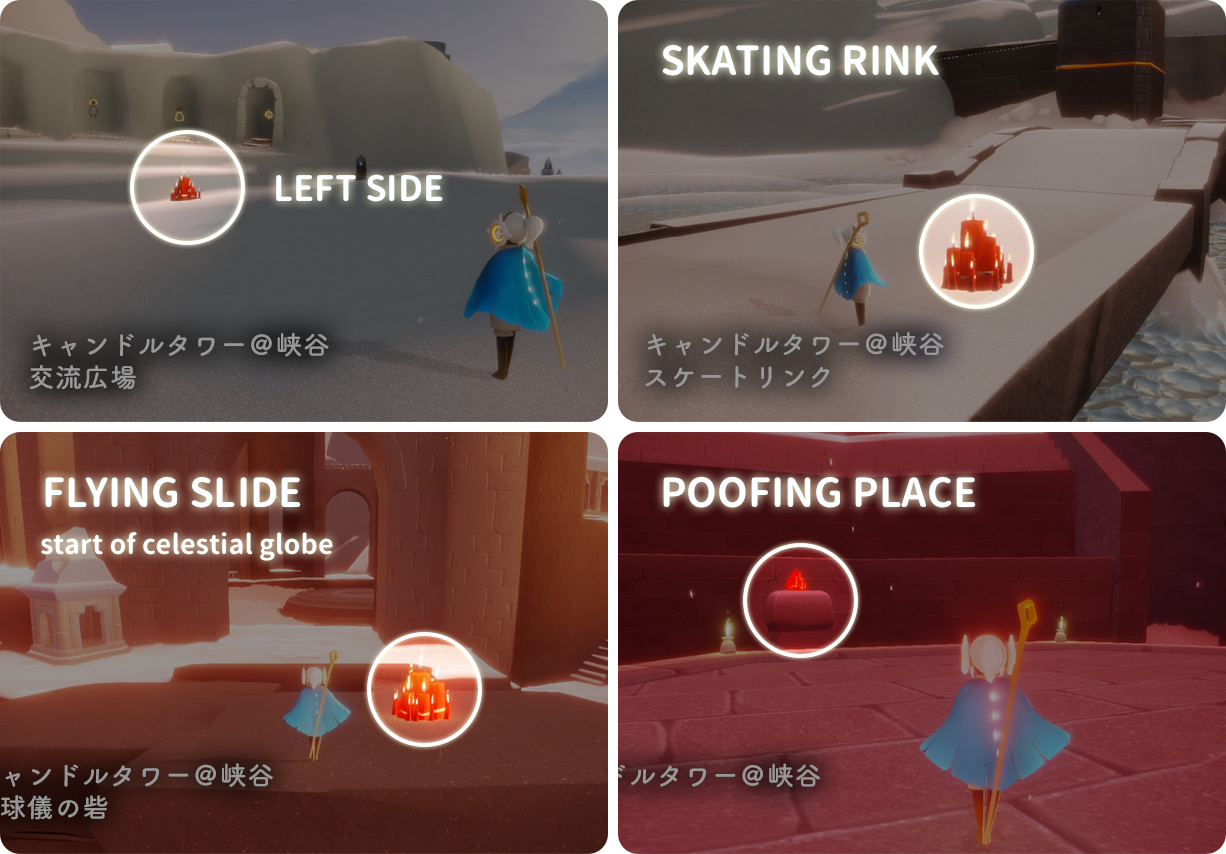 LEFT SIDE
キャンドルタワー@峡谷
交流広場
SKATING RINK
キャンドルタワー@峡谷
スケートリンク
FLYING SLIDE
start of celestial globe
ャンドルタワー@峡谷
球儀の砦
POOFING PLACE
ドルタワー@峡谷